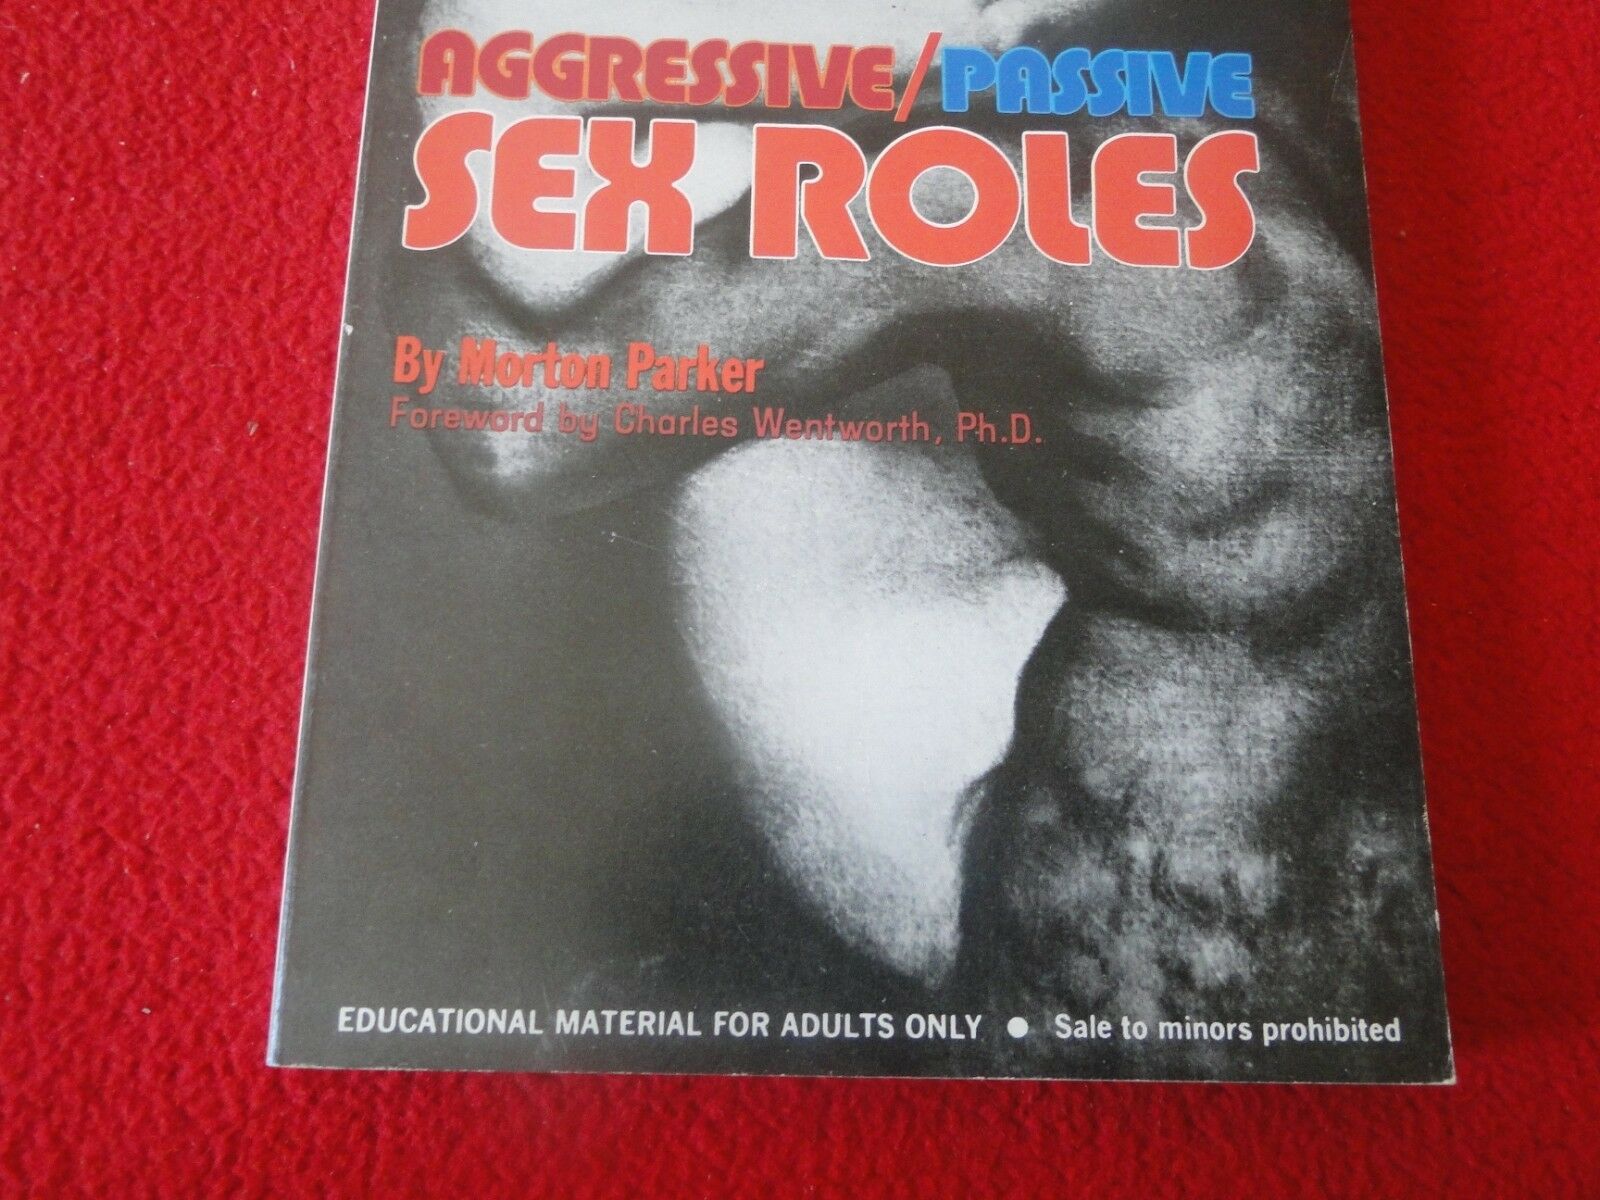 AGGRESSIVE/PASSIVE
SEX ROLES
By Morton Parker
Foreword by Charles Wentworth, Ph.D.
EDUCATIONAL MATERIAL FOR ADULTS ONLY ● Sale to minors prohibited